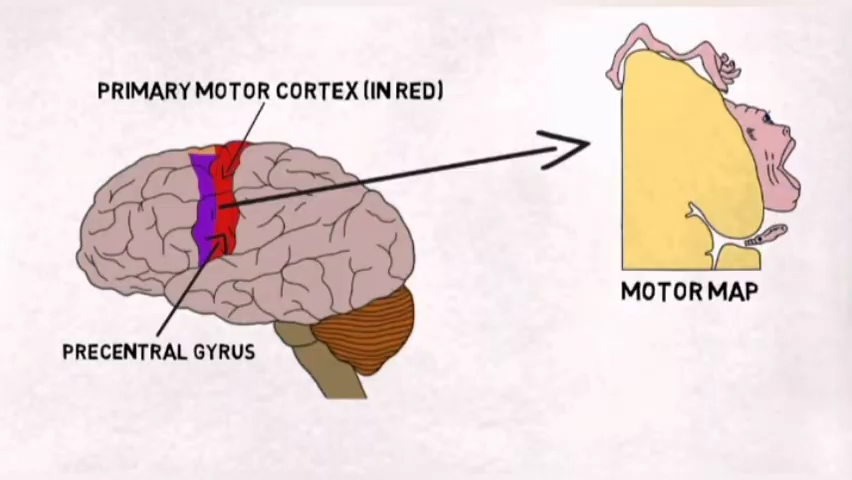 PRIMARY MOTOR CORTEX (IN RED)
MOTOR MAP
PRECENTRAL GYRUS